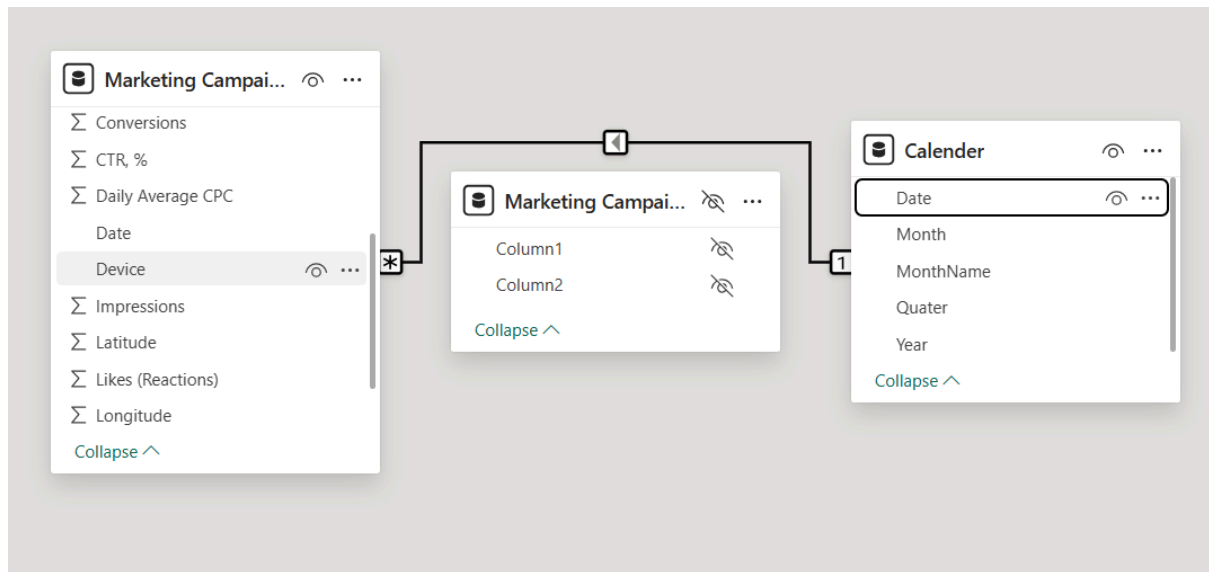 Marketing Campai...
Conversions
CTR, %
Daily Average CPC
Date
Device
Impressions
Latitude
Likes (Reactions)
Longitude
Collapse
*
Marketing Campai...
Column1
Column2
Collapse
1
Calender
Date
Month
MonthName
Quater
Year
Collapse